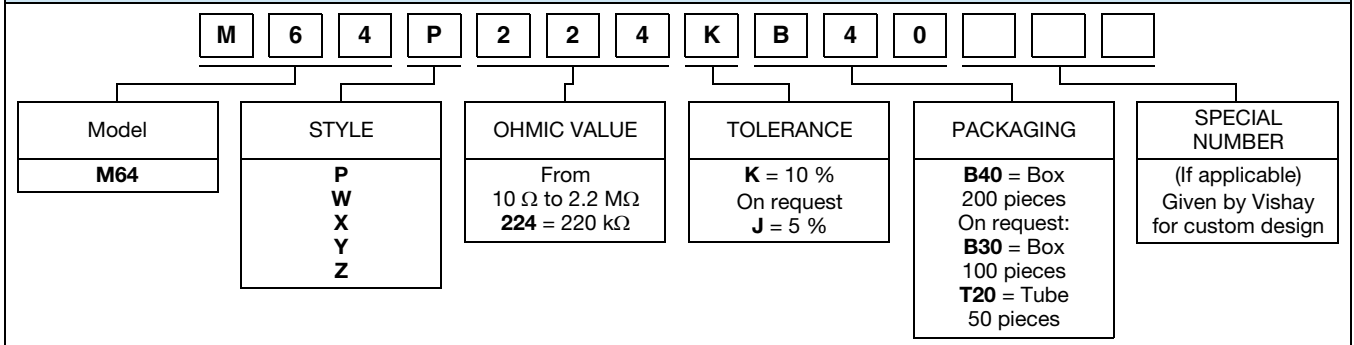 M 6 4 P 2 2 4 K B 4 0
Model
M64
STYLE
P
W
X
Y
Z
OHMIC VALUE
From
10 Ω to 2.2 MΩ
224 = 220 kΩ
TOLERANCE
K = 10 %
On request
J = 5 %
PACKAGING
B40 = Box
200 pieces
On request:
B30 = Box
100 pieces
T20 = Tube
50 pieces
SPECIAL
NUMBER
(If applicable)
Given by Vishay
for custom design